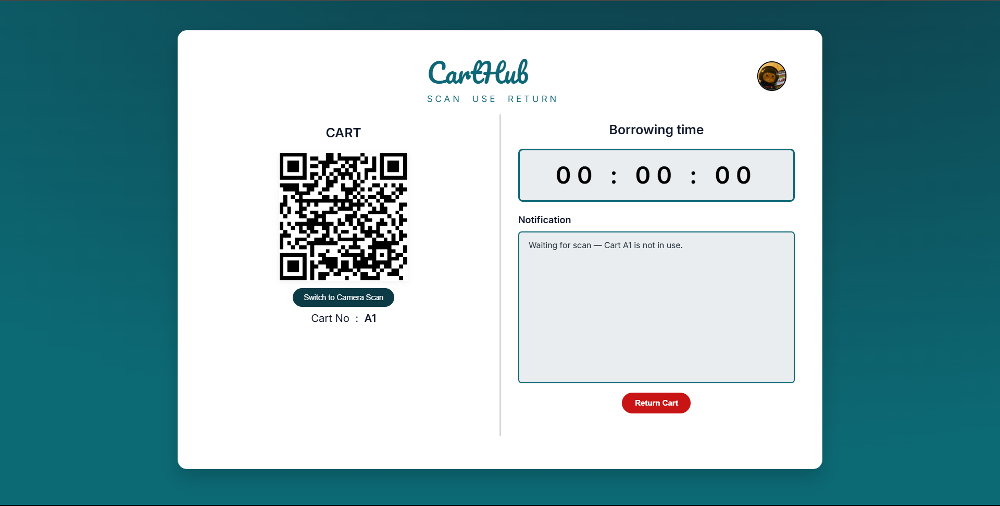 CartHub
SCAN USE RETURN
CART
Switch to Camera Scan
Cart No : A1
Borrowing time
00 : 00 : 00
Notification
Waiting for scan — Cart A1 is not in use.
Return Cart